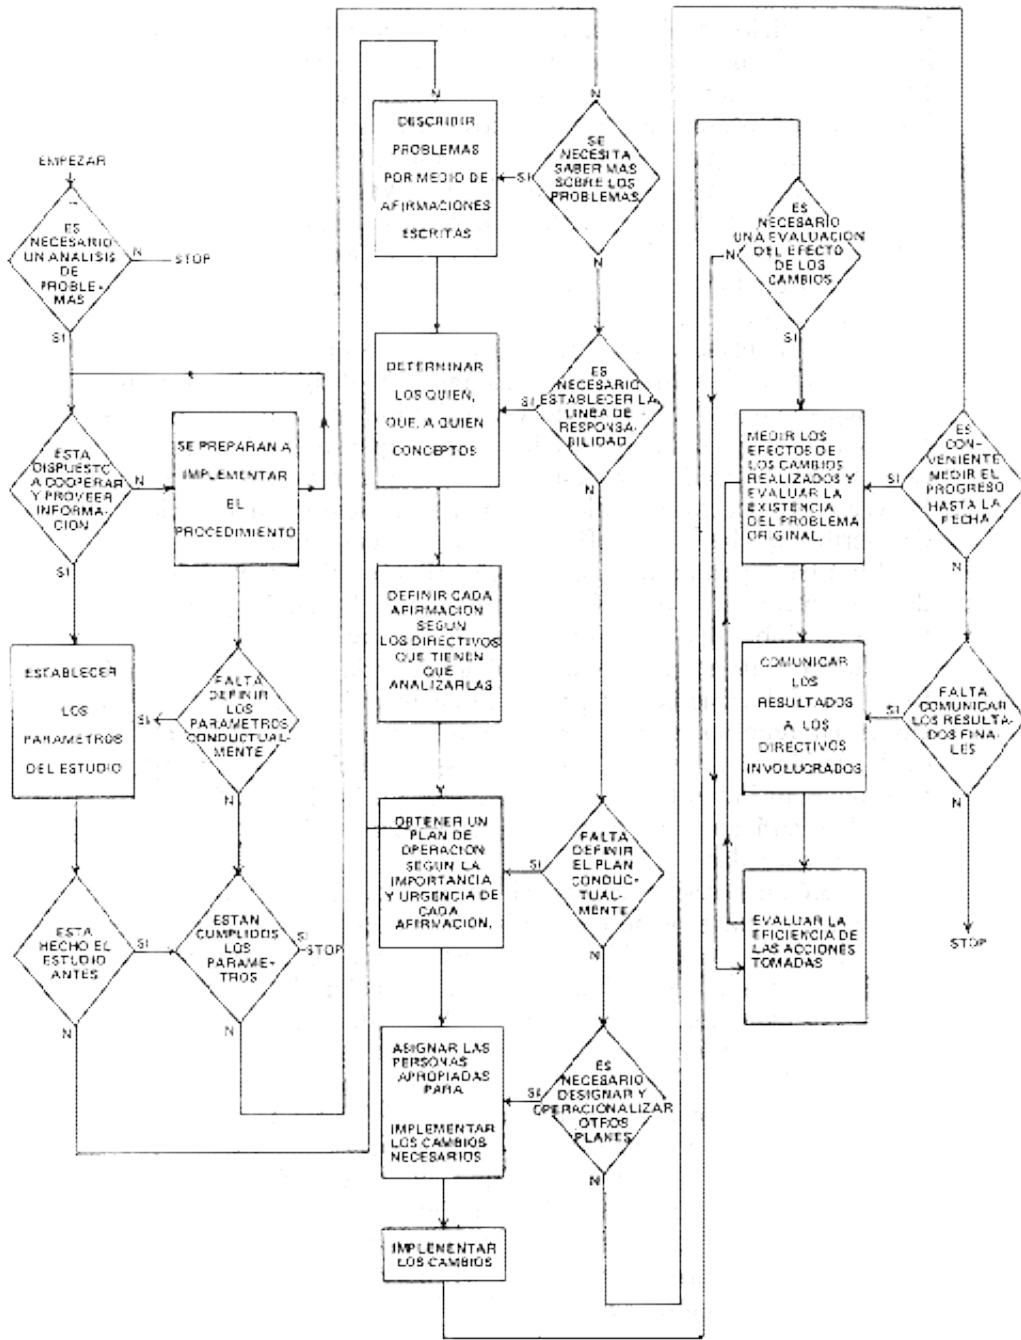 EMPEZAR
ES
NECESARIO
UN ANALISIS
DE
PROBLE-
MAS
N
STOP
SI
ESTA
DISPUESTO
A COOPERAR
Y PROVEER
INFORMA-
CION
N
SI
SE PREPARAN A
IMPLEMENTAR
EL
PROCEDIMIENTO
ESTABLECER
LOS
PARAMETROS
DEL ESTUDIO
FALTA
DEFINIR
LOS
PARAMETROS
CONDUCTUAL-
MENTE
SI
N
ESTA
HECHO EL
ESTUDIO
ANTES
SI
N
ESTAN
CUMPLIDOS
LOS
PARAME-
TROS
SI
STOP
N
N
DESCRIBIR
PROBLEMAS
POR MEDIO DE
AFIRMACIONES
ESCRITAS
N
SE
NECESITA
SABER MAS
SOBRE LOS
PROBLEMAS
SI
N
DETERMINAR
LOS QUIEN,
QUE, A QUIEN
CONCEPTOS
ES
NECESARIO
ESTABLECER LA
LINEA DE
RESPONSA-
BILIDAD
SI
N
DEFINIR CADA
AFIRMACION
SEGUN
LOS DIRECTIVOS
QUE TIENEN
QUE
ANALIZARLAS
OBTENER UN
PLAN DE
OPERACION
SEGUN LA
IMPORTANCIA
Y URGENCIA DE
CADA
AFIRMACION.
FALTA
DEFINIR
EL PLAN
CONDUC-
TUAL-
MENTE
SI
N
ASIGNAR LAS
PERSONAS
APROPIADAS
PARA
IMPLEMENTAR
LOS CAMBIOS
NECESARIOS
ES
NECESARIO
DESIGNAR Y
OPERACIONALIZAR
OTROS
PLANES
SI
N
IMPLEMENTAR
LOS CAMBIOS
ES
NECESARIO
UNA EVALUACION
DEL EFECTO
DE LOS
CAMBIOS
N
SI
MEDIR LOS
EFECTOS DE
LOS CAMBIOS
REALIZADOS Y
EVALUAR LA
EXISTENCIA
DEL PROBLEMA
ORIGINAL.
ES
CON-
VENIENTE
MEDIR EL
PROGRESO
HASTA LA
FECHA
SI
N
COMUNICAR
LOS
RESULTADOS
A LOS
DIRECTIVOS
INVOLUCRADOS
FALTA
COMUNICAR
LOS RESULTA-
DOS FINA-
LES
SI
N
EVALUAR LA
EFICIENCIA DE
LAS ACCIONES
TOMADAS
STOP